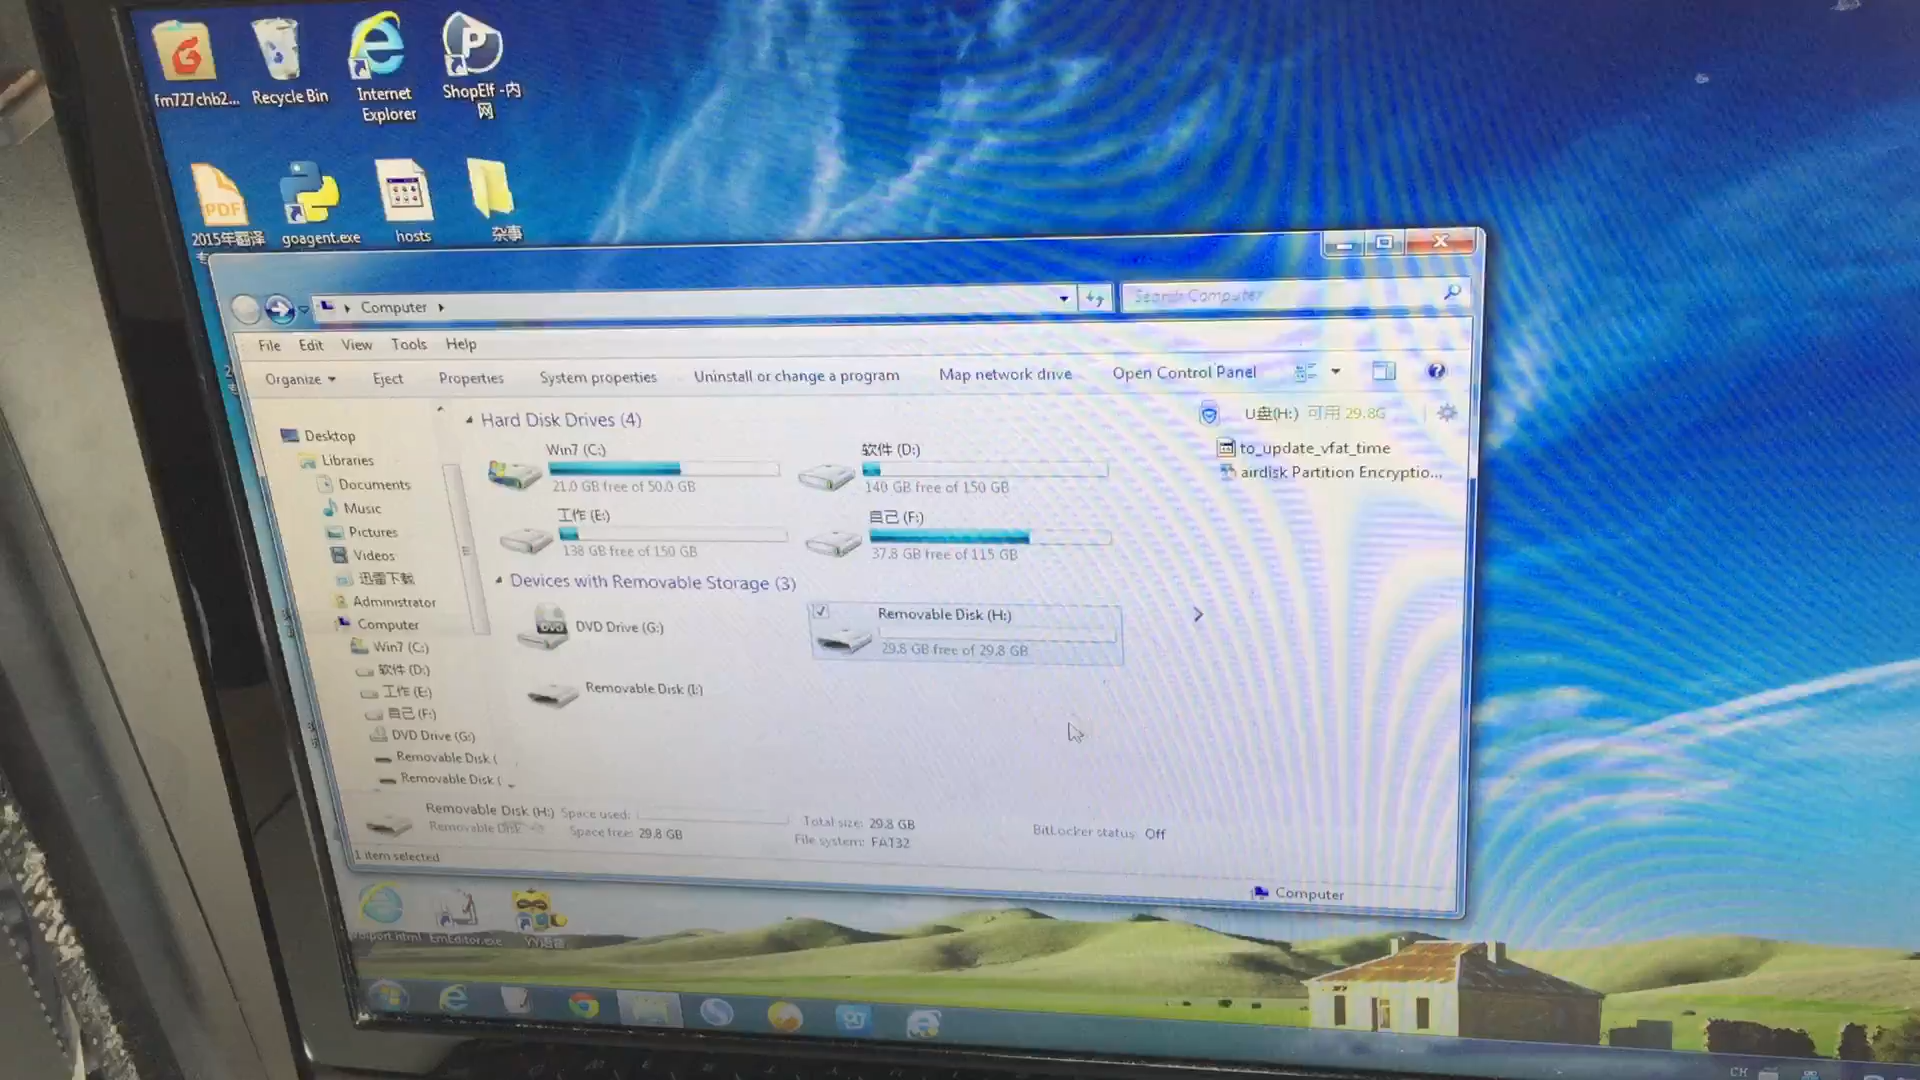 fm727chb2...
Recycle Bin
Internet Explorer
ShopElf -内网
PDF
2015年翻译
goagent.exe
hosts
杂事
Computer
Search Computer
File Edit View Tools Help
Organize Eject Properties System properties Uninstall or change a program Map network drive Open Control Panel
Desktop
Libraries
Documents
Music
Pictures
Videos
迅雷下载
Administrator
Computer
Win7 (C:)
软件 (D:)
工作 (E:)
自己 (F:)
DVD Drive (G:)
Removable Disk (
Removable Disk (
Hard Disk Drives (4)
Win7 (C:)
21.0 GB free of 50.0 GB
软件 (D:)
140 GB free of 150 GB
工作 (E:)
138 GB free of 150 GB
自己 (F:)
37.8 GB free of 115 GB
Devices with Removable Storage (3)
DVD Drive (G:)
Removable Disk (H:)
29.8 GB free of 29.8 GB
Removable Disk (I:)
U盘(H:) 可用 29.8G
to_update_vfat_time
airdisk Partition Encryptio...
Removable Disk (H:) Space used:
Removable Disk
Space free: 29.8 GB
Total size: 29.8 GB
File system: FAT32
BitLocker status: Off
1 item selected
Computer
EmEditor.exe
YY语音
CH